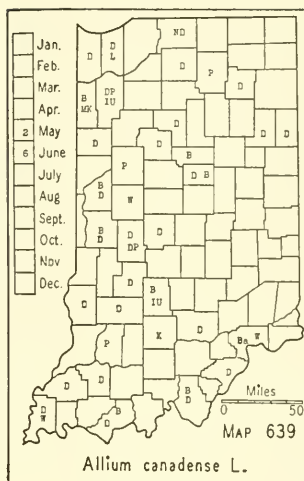 Jan.
Feb.
Mar.
Apr.
2 May
6 June
July
Aug
Sept.
Oct.
Nov
Dec.
ND
D D
L
D
P
D
B
MK
DP
IU
D
D
D D
D
B
P
D B
B
D
W
B
D
D
DP
D
D
B
IU
D
D
P
K
D
Ba W
D
D
D
B
D
D
W
B
D
Miles
0 50
MAP 639
Allium canadense L.